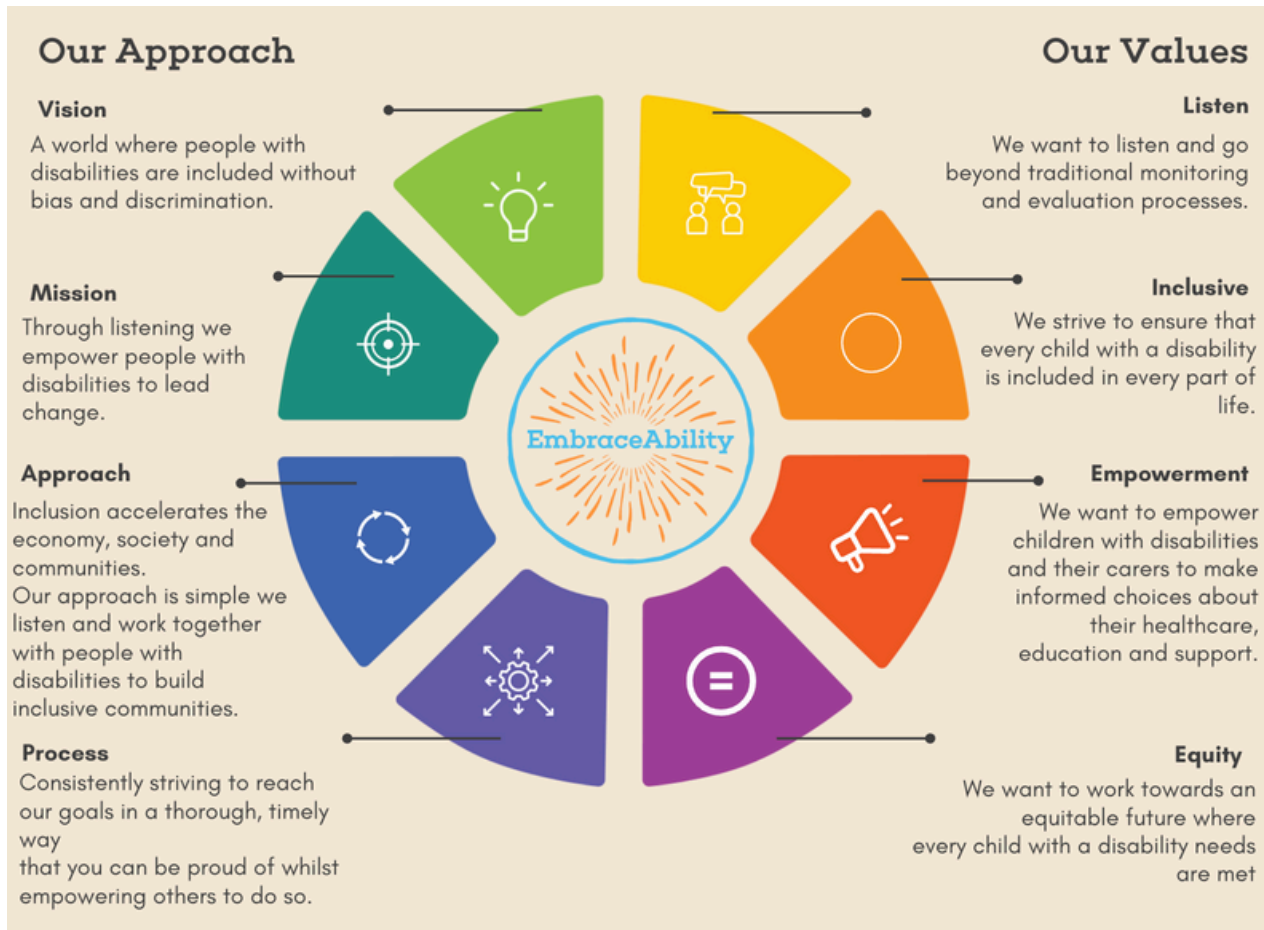 Our Approach
Vision
A world where people with
disabilities are included without
bias and discrimination.
Mission
Through listening we
empower people with
disabilities to lead
change.
Approach
Inclusion accelerates the
economy, society and
communities.
Our approach is simple we
listen and work together
with people with
disabilities to build
inclusive communities.
Process
Consistently striving to reach
our goals in a thorough, timely
way
that you can be proud of whilst
empowering others to do so.
EmbraceAbility
Our Values
Listen
We want to listen and go
beyond traditional monitoring
and evaluation processes.
Inclusive
We strive to ensure that
every child with a disability
is included in every part of
life.
Empowerment
We want to empower
children with disabilities
and their carers to make
informed choices about
their healthcare,
education and support.
Equity
We want to work towards an
equitable future where
every child with a disability needs
are met